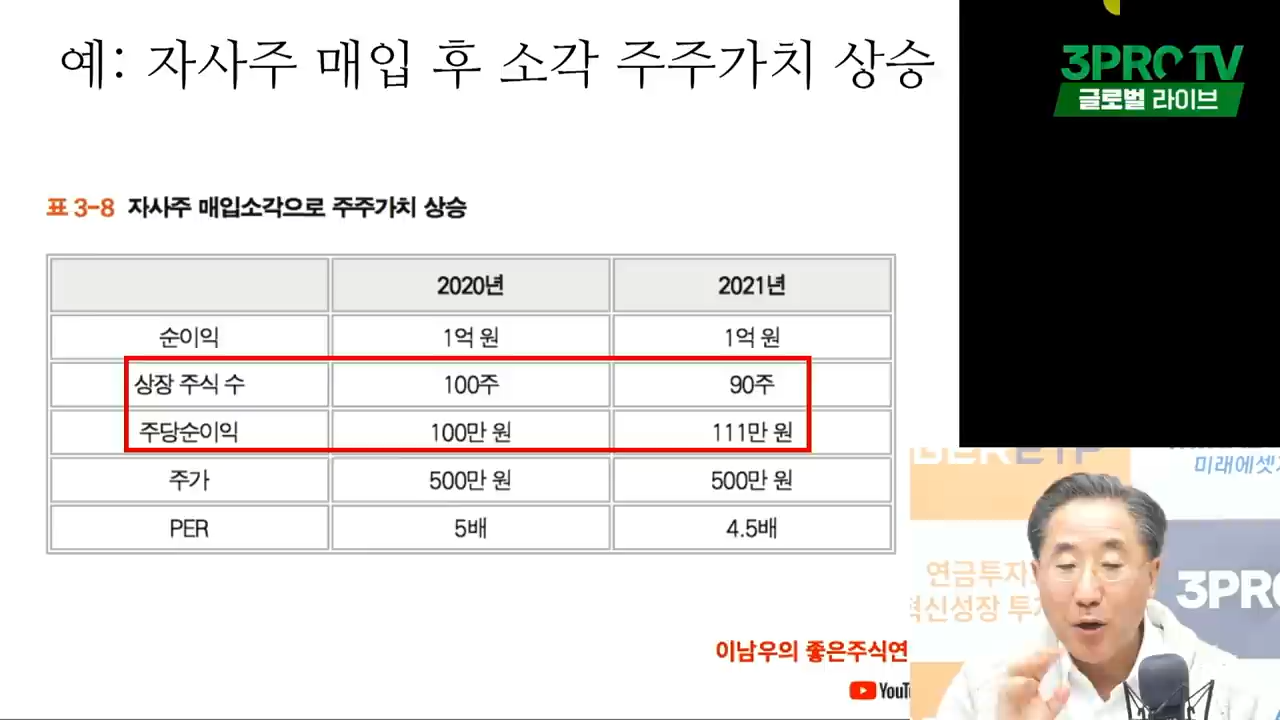 예: 자사주 매입 후 소각 주주가치 상승
3PRO TV
글로벌 라이브
표 3-8 자사주 매입소각으로 주주가치 상승
2020년 2021년
순이익 1억 원 1억 원
상장 주식 수 100주 90주
주당순이익 100만 원 111만 원
주가 500만 원 500만 원
PER 5배 4.5배
미래에셋
연금투자
혁신성장 투
3PRO
이남우의 좋은주식연
YouTu